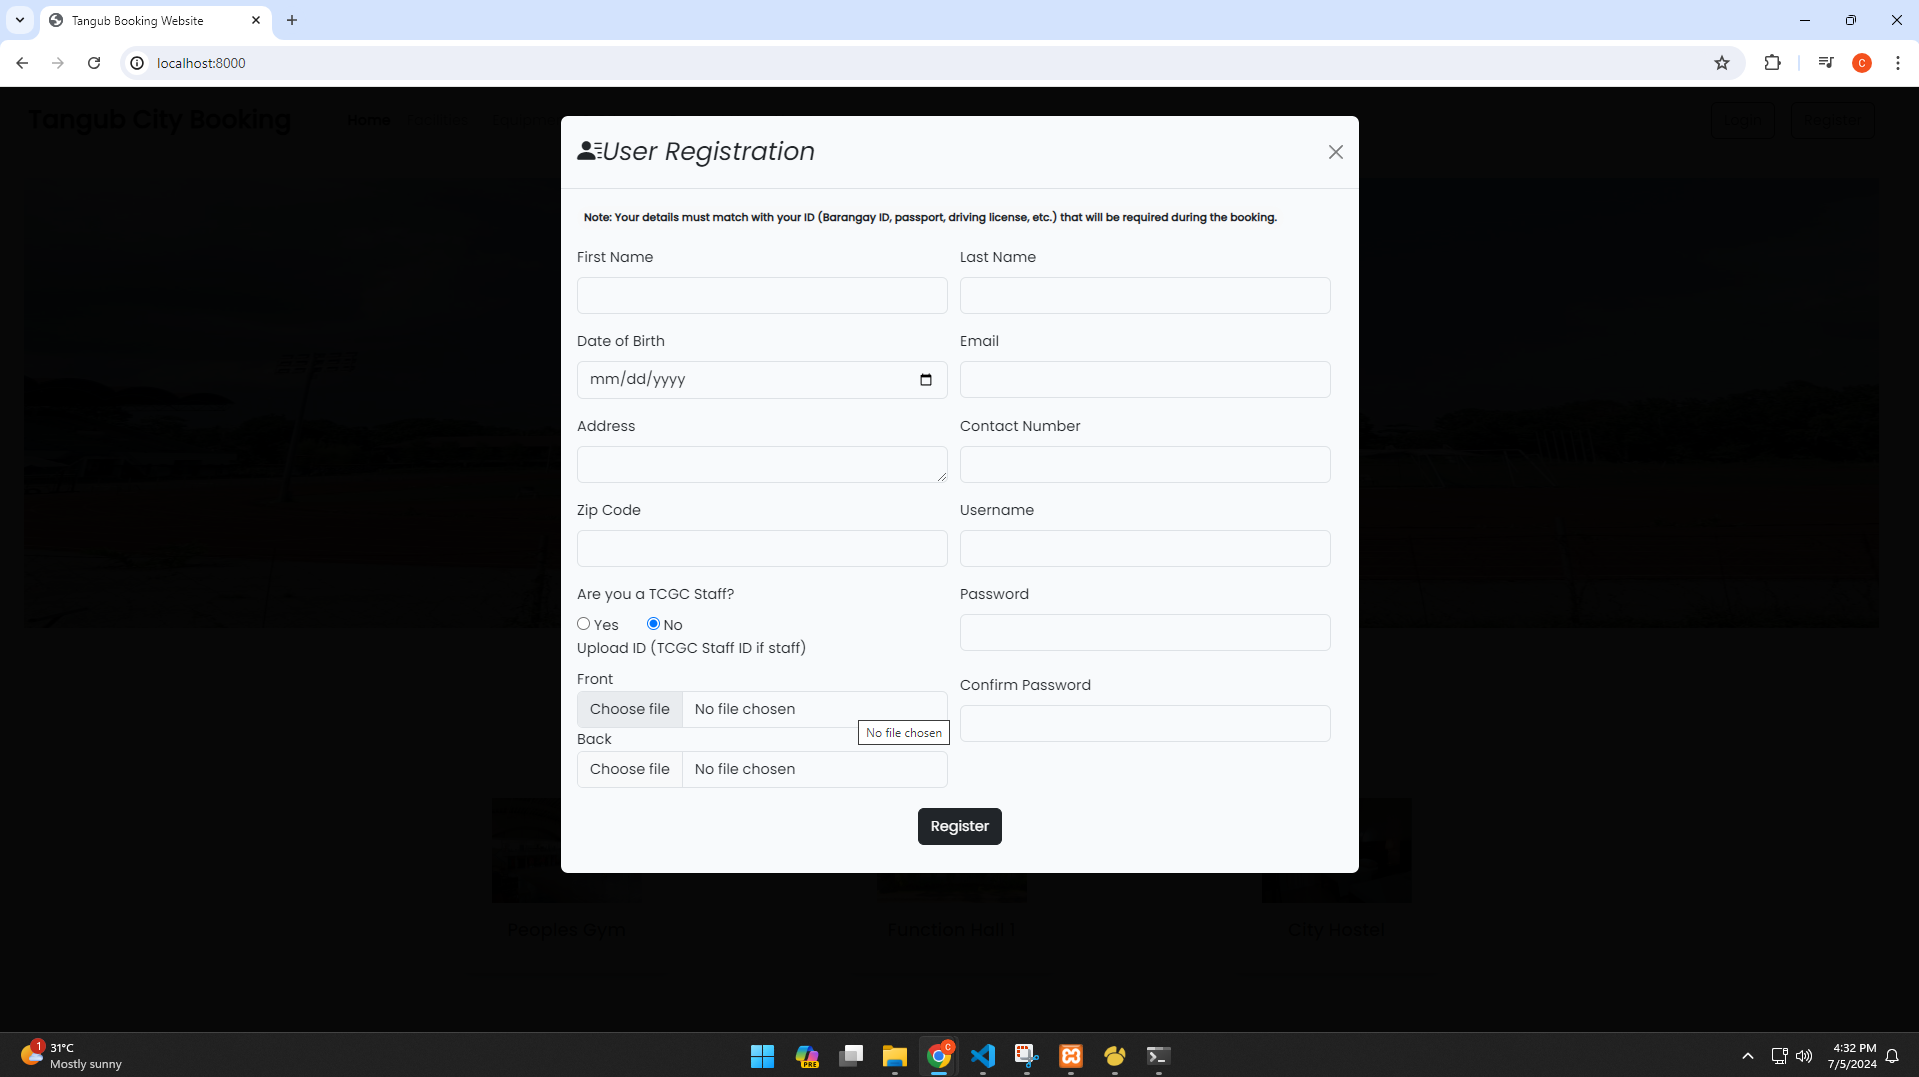 Tangub Booking Website
localhost:8000
C
Tangub City Booking
Home
Login
Register
User Registration
Note: Your details must match with your ID (Barangay ID, passport, driving license, etc.) that will be required during the booking.
First Name
Last Name
Date of Birth
Email
mm/dd/yyyy
Address
Contact Number
Zip Code
Username
Are you a TCGC Staff?
Password
Yes No
Upload ID (TCGC Staff ID if staff)
Front
Confirm Password
Choose file No file chosen
No file chosen
Back
Choose file No file chosen
Register
Peoples Gym
Function Hall 1
City Hostel
1
31°C
Mostly sunny
PRE
C
4:32 PM
7/5/2024